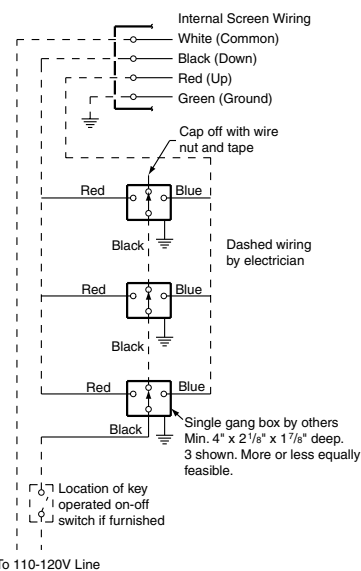 Internal Screen Wiring
White (Common)
Black (Down)
Red (Up)
Green (Ground)
Cap off with wire
nut and tape
Red
Blue
Black
Dashed wiring
by electrician
Red
Blue
Black
Red
Blue
Black
Single gang box by others
Min. 4" x 2 1/8" x 1 7/8" deep.
3 shown. More or less equally
feasible.
Location of key
operated on-off
switch if furnished
To 110-120V Line